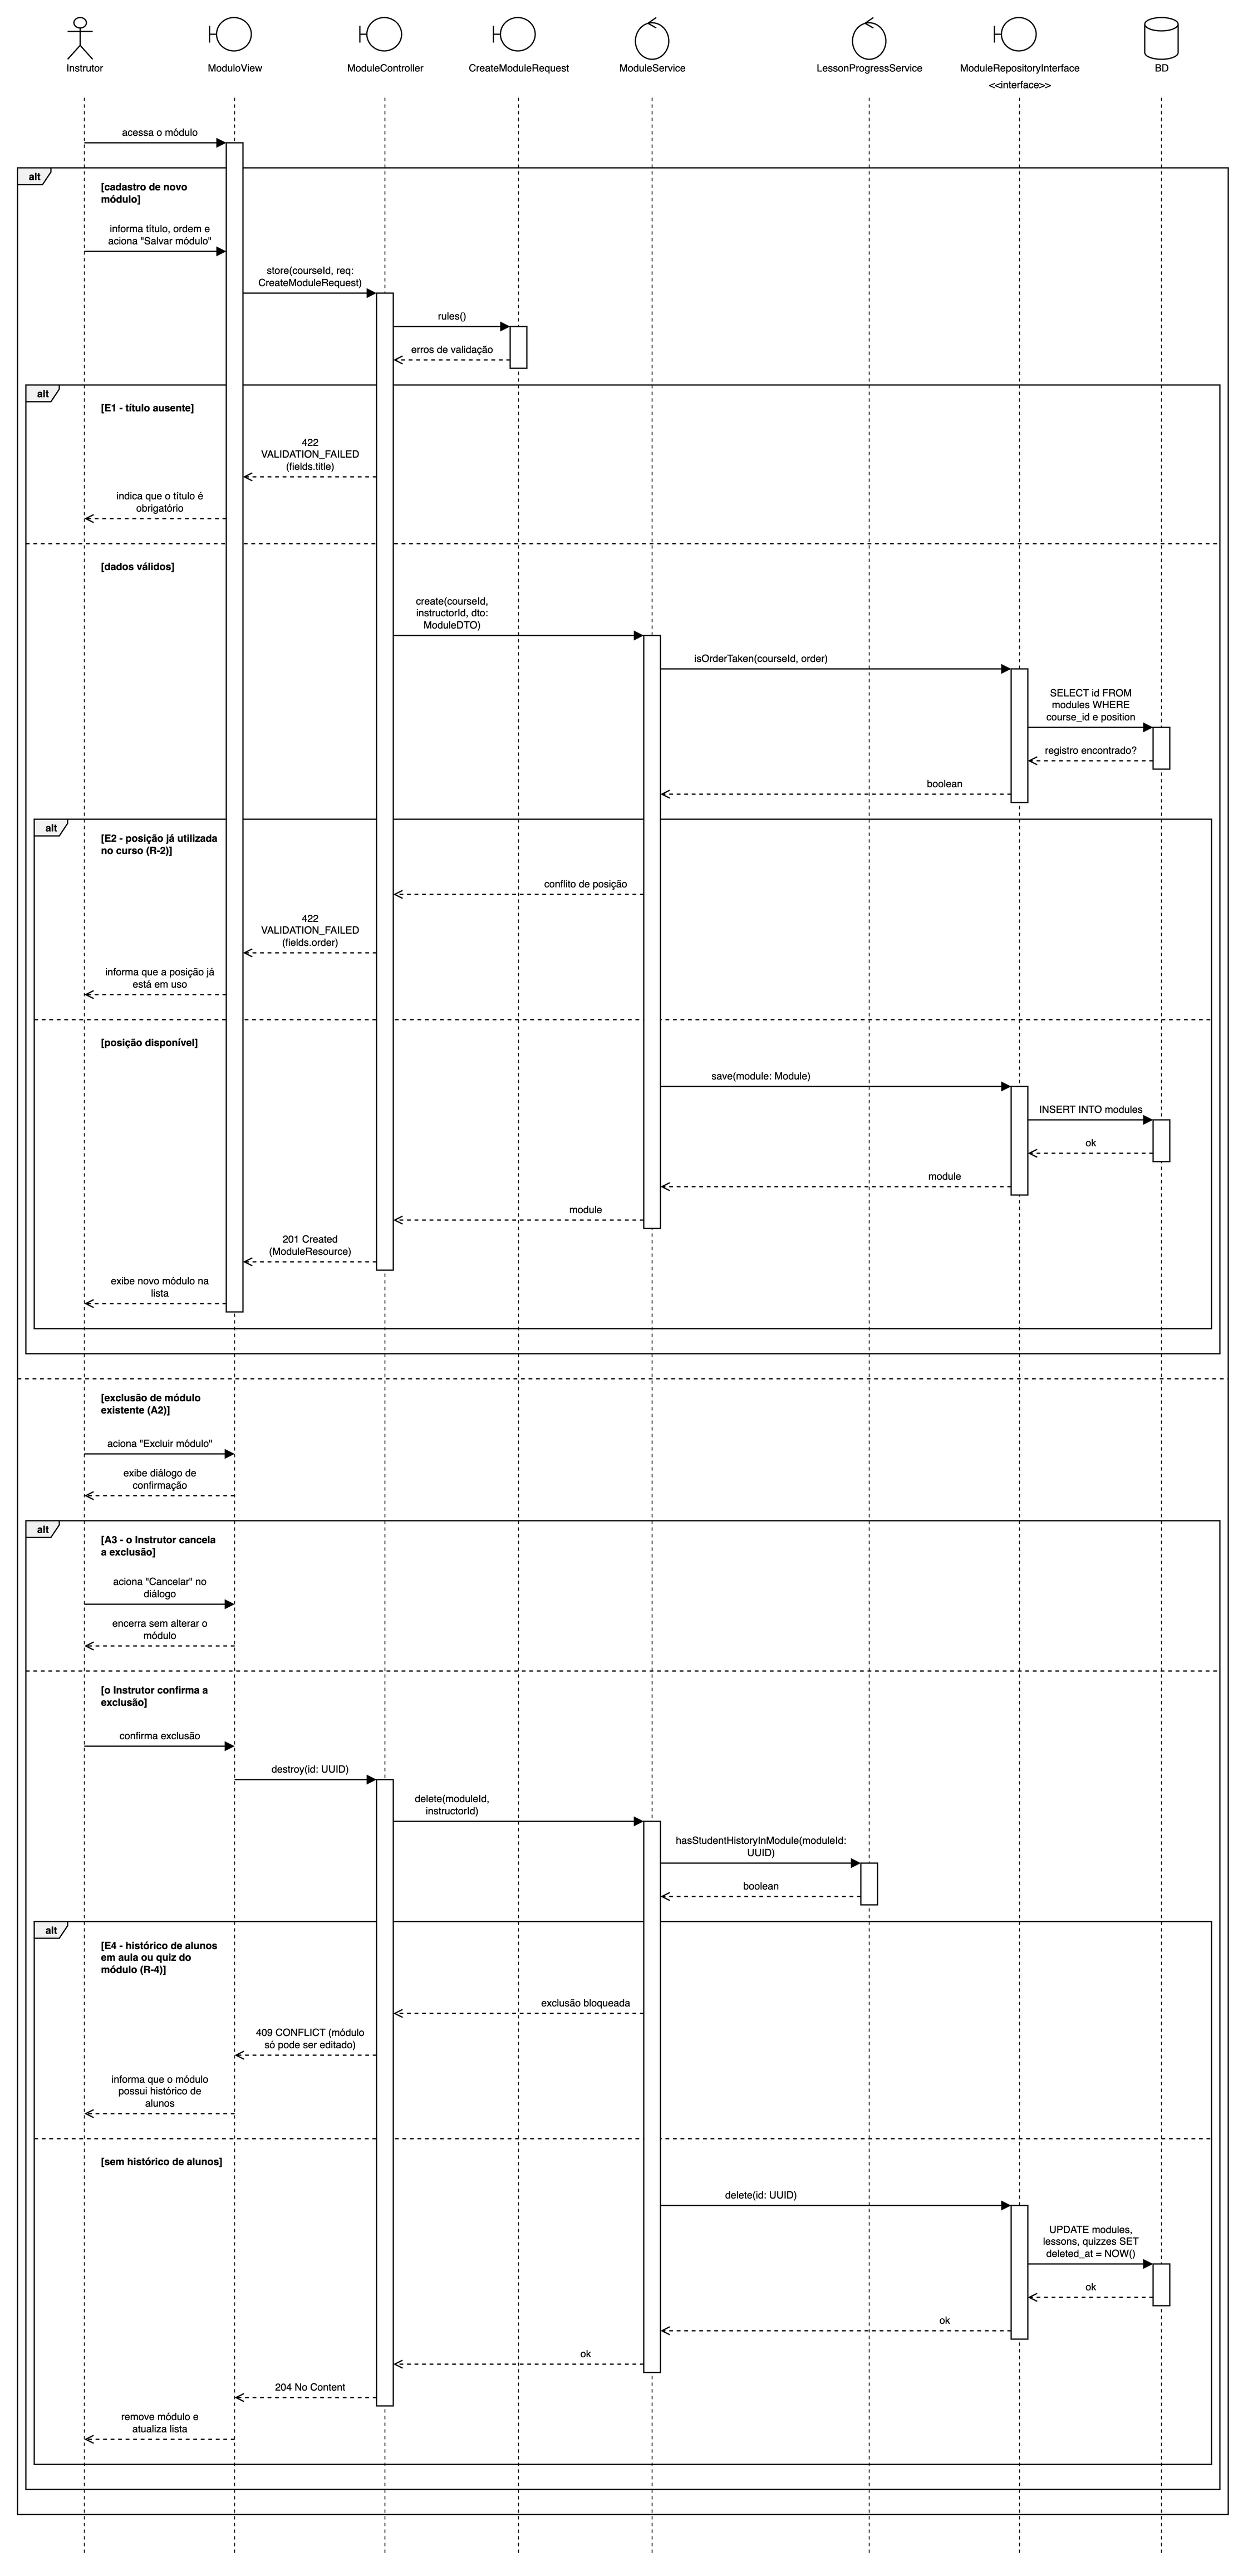 Instrutor
ModuloView
ModuleController
CreateModuleRequest
ModuleService
LessonProgressService
ModuleRepositoryInterface
<<interface>>
BD
acessa o módulo
alt
[cadastro de novo
módulo]
informa título, ordem e
aciona "Salvar módulo"
store(courseId, req:
CreateModuleRequest)
rules()
erros de validação
alt
[E1 - título ausente]
422
VALIDATION_FAILED
(fields.title)
indica que o título é
obrigatório
[dados válidos]
create(courseId,
instructorId, dto:
ModuleDTO)
isOrderTaken(courseId, order)
SELECT id FROM
modules WHERE
course_id e position
registro encontrado?
boolean
alt
[E2 - posição já utilizada
no curso (R-2)]
conflito de posição
422
VALIDATION_FAILED
(fields.order)
informa que a posição já
está em uso
[posição disponível]
save(module: Module)
INSERT INTO modules
ok
module
module
201 Created
(ModuleResource)
exibe novo módulo na
lista
[exclusão de módulo
existente (A2)]
aciona "Excluir módulo"
exibe diálogo de
confirmação
alt
[A3 - o Instrutor cancela
a exclusão]
aciona "Cancelar" no
diálogo
encerra sem alterar o
módulo
[o Instrutor confirma a
exclusão]
confirma exclusão
destroy(id: UUID)
delete(moduleId,
instructorId)
hasStudentHistoryInModule(moduleId:
UUID)
boolean
alt
[E4 - histórico de alunos
em aula ou quiz do
módulo (R-4)]
exclusão bloqueada
409 CONFLICT (módulo
só pode ser editado)
informa que o módulo
possui histórico de
alunos
[sem histórico de alunos]
delete(id: UUID)
UPDATE modules,
lessons, quizzes SET
deleted_at = NOW()
ok
ok
ok
204 No Content
remove módulo e
atualiza lista